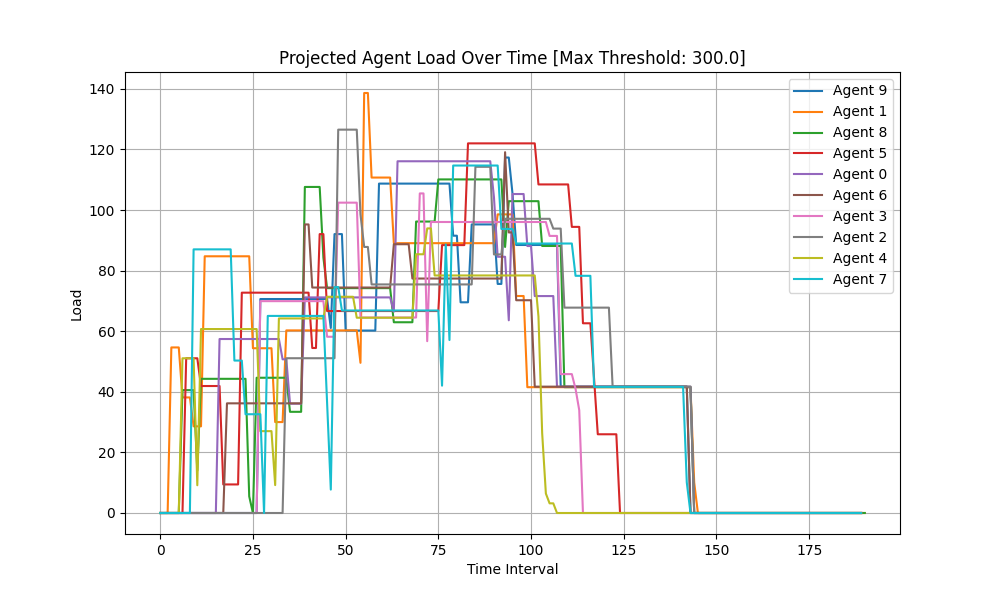 Projected Agent Load Over Time [Max Threshold: 300.0]
Load
140
120
100
80
60
40
20
0
Agent 9
Agent 1
Agent 8
Agent 5
Agent 0
Agent 6
Agent 3
Agent 2
Agent 4
Agent 7
0 25 50 75 100 125 150 175
Time Interval